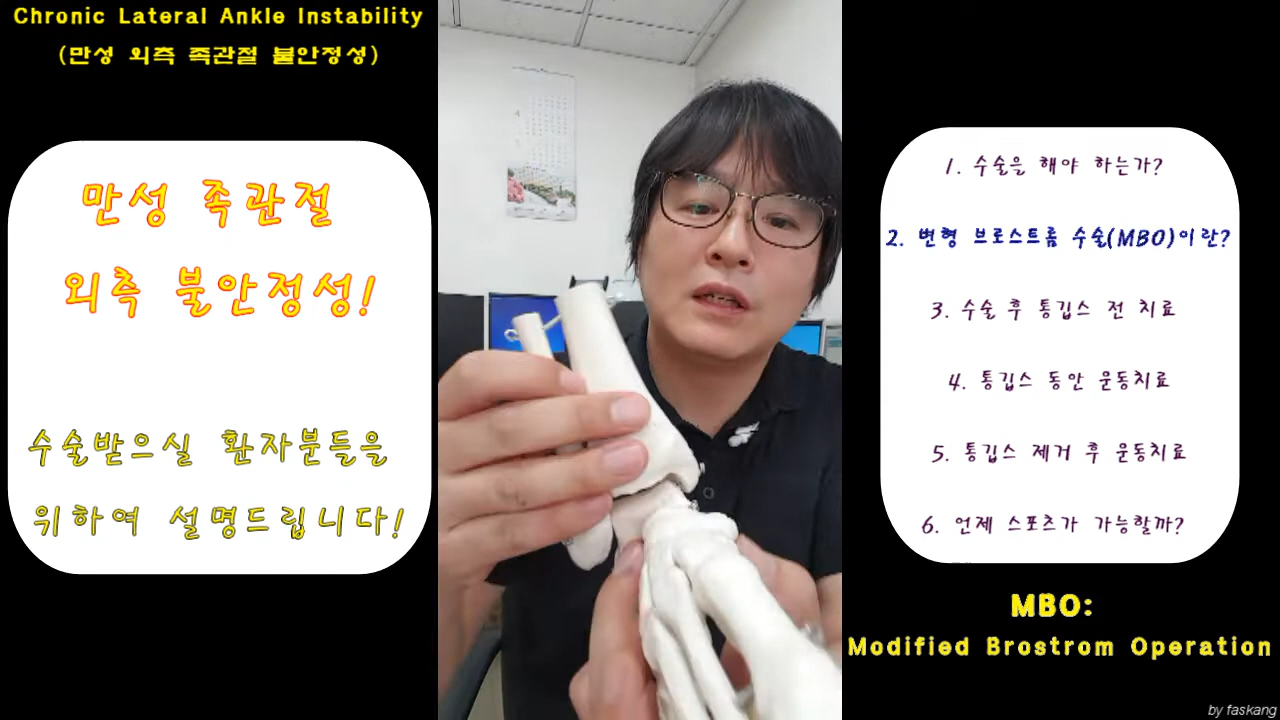 Chronic Lateral Ankle Instability
(만성 외측 족관절 불안정성)
만성 족관절
외측 불안정성!
수술받으실 환자분들을
위하여 설명드립니다!
1. 수술을 해야 하는가?
2. 변형 브로스트롬 수술(MBO)이란?
3. 수술 후 통깁스 전 치료
4. 통깁스 동안 운동치료
5. 통깁스 제거 후 운동치료
6. 언제 스포츠가 가능할까?
MBO:
Modified Brostrom Operation
by faskang